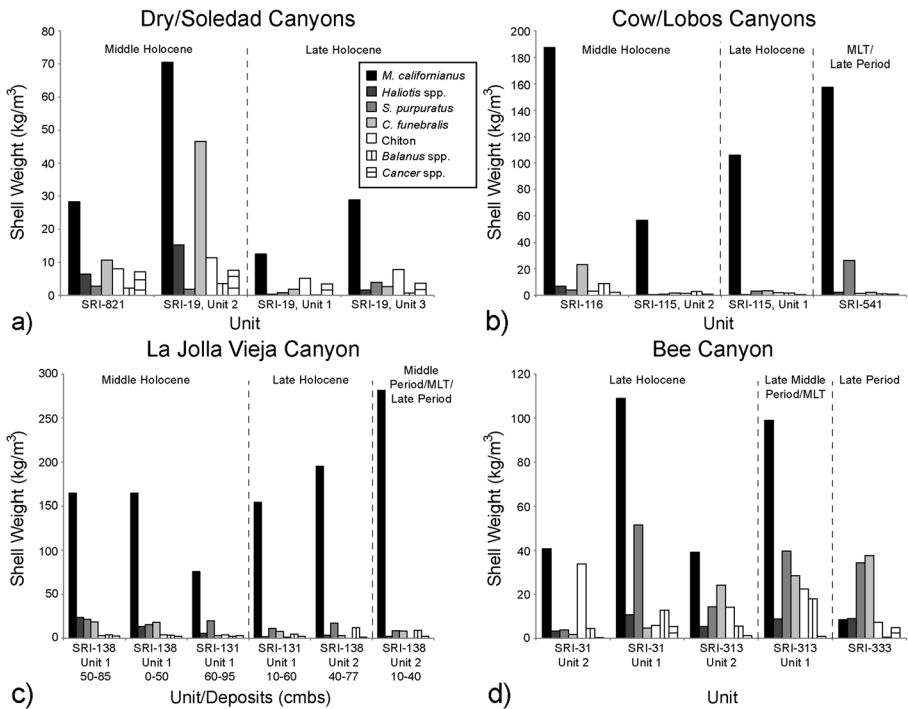 Dry/Soledad Canyons
80
70
60
50
40
30
20
10
0
Shell Weight (kg/m³)
Middle Holocene
Late Holocene
M. californianus
Haliotis spp.
S. purpuratus
C. funebralis
Chiton
Balanus spp.
Cancer spp.
SRI-821
SRI-19, Unit 2
SRI-19, Unit 1
SRI-19, Unit 3
a)
Unit
Cow/Lobos Canyons
200
180
160
140
120
100
80
60
40
20
0
Shell Weight (kg/m³)
Middle Holocene
Late Holocene
MLT/
Late Period
SRI-116
SRI-115, Unit 2
SRI-115, Unit 1
SRI-541
b)
Unit
La Jolla Vieja Canyon
300
250
200
150
100
50
0
Shell Weight (kg/m³)
Middle Holocene
Late Holocene
Middle
Period/MLT/
Late Period
SRI-138
Unit 1
50-85
SRI-138
Unit 1
0-50
SRI-131
Unit 1
60-95
SRI-131
Unit 1
10-60
SRI-138
Unit 2
40-77
SRI-138
Unit 2
10-40
c)
Unit/Deposits (cmbs)
Bee Canyon
120
100
80
60
40
20
0
Shell Weight (kg/m³)
Late Holocene
Late Middle
Period/MLT
Late Period
SRI-31
Unit 2
SRI-31
Unit 1
SRI-313
Unit 2
SRI-313
Unit 1
SRI-333
d)
Unit